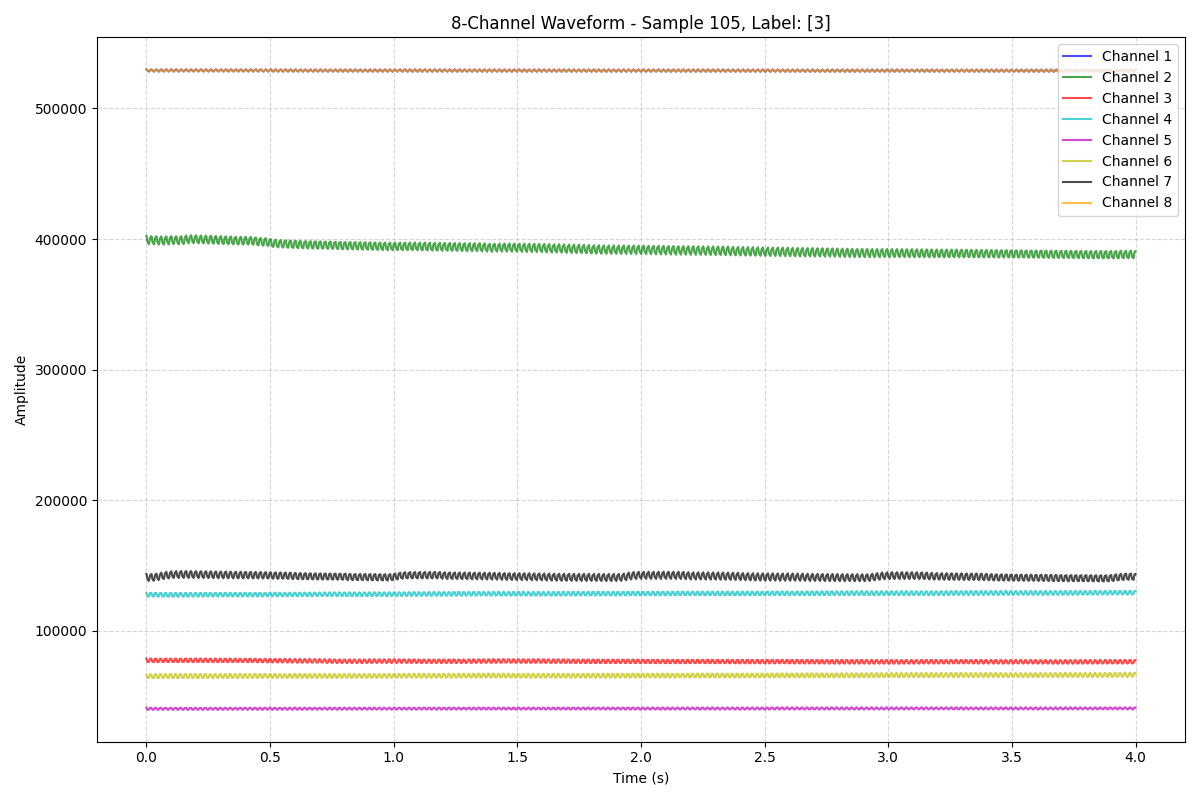 8-Channel Waveform - Sample 105, Label: [3]
Channel 1
Channel 2
Channel 3
Channel 4
Channel 5
Channel 6
Channel 7
Channel 8
500000
400000
300000
200000
100000
Amplitude
0.0 0.5 1.0 1.5 2.0 2.5 3.0 3.5 4.0
Time (s)